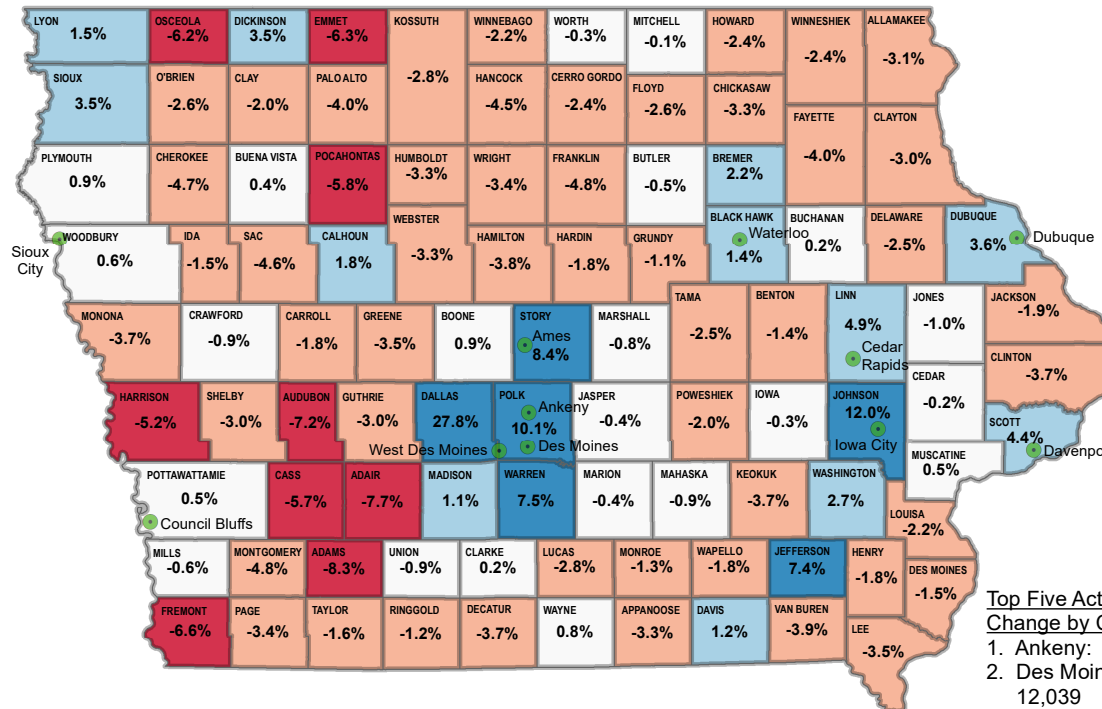 LYON
1.5%
OSCEOLA
-6.2%
DICKINSON
3.5%
EMMET
-6.3%
KOSSUTH
-2.8%
WINNEBAGO
-2.2%
WORTH
-0.3%
MITCHELL
-0.1%
HOWARD
-2.4%
WINNESHIEK
-2.4%
ALLAMAKEE
-3.1%
SIOUX
3.5%
O'BRIEN
-2.6%
CLAY
-2.0%
PALO ALTO
-4.0%
HANCOCK
-4.5%
CERRO GORDO
-2.4%
FLOYD
-2.6%
CHICKASAW
-3.3%
FAYETTE
-4.0%
CLAYTON
-3.0%
PLYMOUTH
0.9%
CHEROKEE
-4.7%
BUENA VISTA
0.4%
POCAHONTAS
-5.8%
HUMBOLDT
-3.3%
WRIGHT
-3.4%
FRANKLIN
-4.8%
BUTLER
-0.5%
BREMER
2.2%
WOODBURY
0.6%
Sioux
City
IDA
-1.5%
SAC
-4.6%
CALHOUN
1.8%
WEBSTER
-3.3%
HAMILTON
-3.8%
HARDIN
-1.8%
GRUNDY
-1.1%
BLACK HAWK
Waterloo
1.4%
BUCHANAN
0.2%
DELAWARE
-2.5%
DUBUQUE
3.6%
Dubuque
MONONA
-3.7%
CRAWFORD
-0.9%
CARROLL
-1.8%
GREENE
-3.5%
BOONE
0.9%
STORY
Ames
8.4%
MARSHALL
-0.8%
TAMA
-2.5%
BENTON
-1.4%
LINN
4.9%
Cedar
Rapids
JONES
-1.0%
JACKSON
-1.9%
CLINTON
-3.7%
CEDAR
-0.2%
HARRISON
-5.2%
SHELBY
-3.0%
AUDUBON
-7.2%
GUTHRIE
-3.0%
DALLAS
27.8%
West Des Moines
POLK
Ankeny
10.1%
Des Moines
JASPER
-0.4%
POWESHIEK
-2.0%
IOWA
-0.3%
JOHNSON
12.0%
Iowa City
SCOTT
4.4%
Davenpo
MUSCATINE
0.5%
POTTAWATTAMIE
0.5%
Council Bluffs
CASS
-5.7%
ADAIR
-7.7%
MADISON
1.1%
WARREN
7.5%
MARION
-0.4%
MAHASKA
-0.9%
KEOKUK
-3.7%
WASHINGTON
2.7%
LOUISA
-2.2%
MILLS
-0.6%
MONTGOMERY
-4.8%
ADAMS
-8.3%
UNION
-0.9%
CLARKE
0.2%
LUCAS
-2.8%
MONROE
-1.3%
WAPELLO
-1.8%
JEFFERSON
7.4%
HENRY
-1.8%
DES MOINES
-1.5%
FREMONT
-6.6%
PAGE
-3.4%
TAYLOR
-1.6%
RINGGOLD
-1.2%
DECATUR
-3.7%
WAYNE
0.8%
APPANOOSE
-3.3%
DAVIS
1.2%
VAN BUREN
-3.9%
LEE
-3.5%
Top Five Act
Change by C
1. Ankeny:
2. Des Moin
12,039